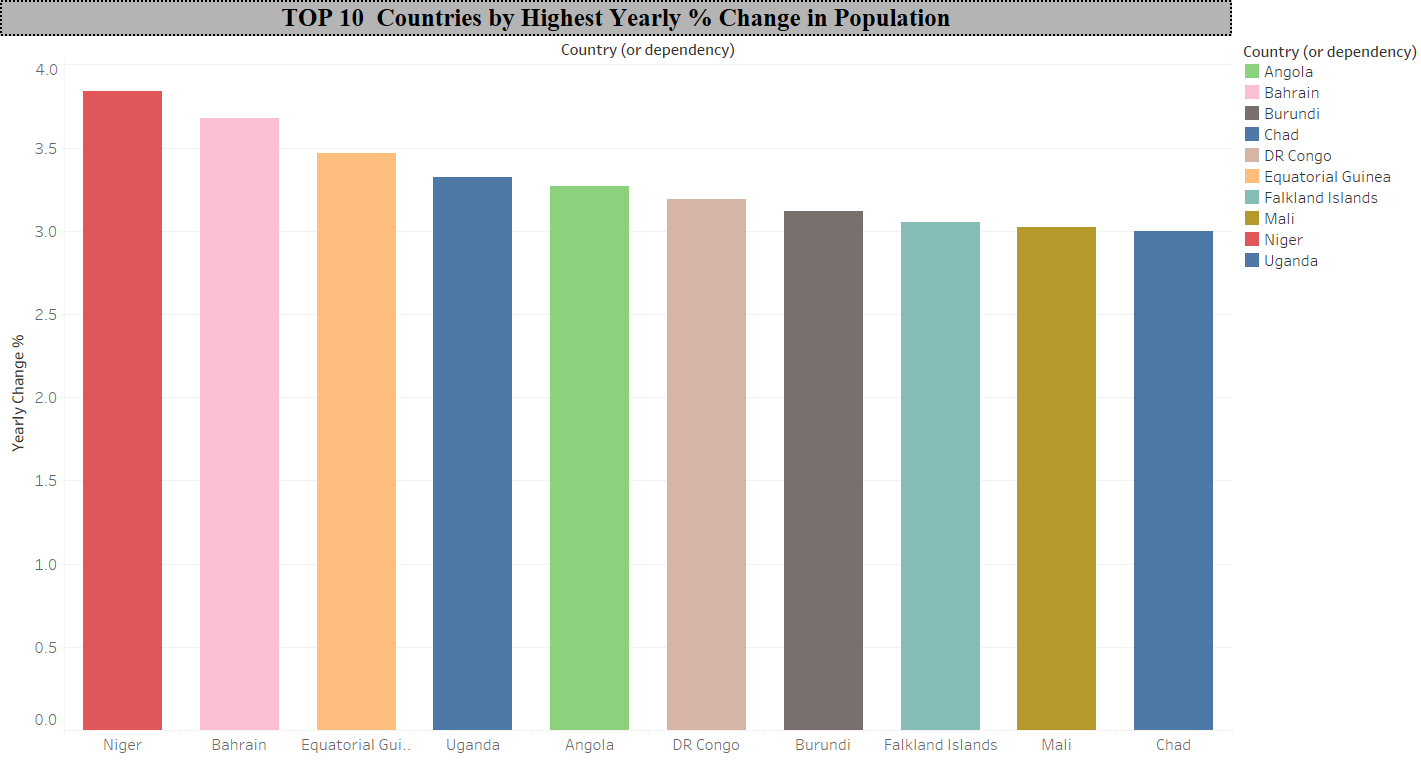 TOP 10  Countries by Highest Yearly % Change in Population
Country (or dependency)
4.0
3.5
3.0
2.5
2.0
1.5
1.0
0.5
0.0
Yearly Change %
Niger
Bahrain
Equatorial Gui..
Uganda
Angola
DR Congo
Burundi
Falkland Islands
Mali
Chad
Country (or dependency)
Angola
Bahrain
Burundi
Chad
DR Congo
Equatorial Guinea
Falkland Islands
Mali
Niger
Uganda